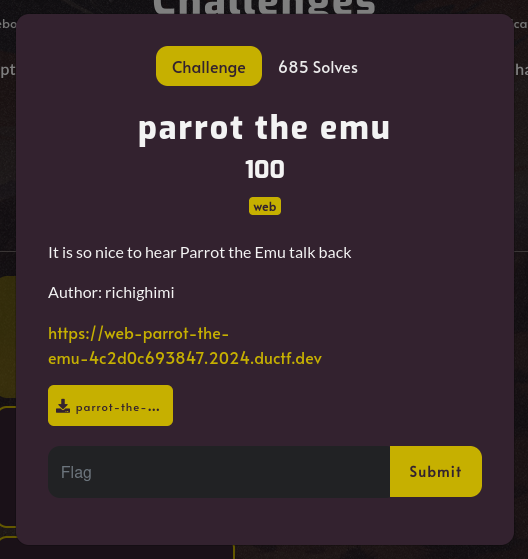 Challenges
Challenge 685 Solves
parrot the emu
100
web
It is so nice to hear Parrot the Emu talk back
Author: richighimi
https://web-parrot-the-
emu-4c2d0c693847.2024.ductf.dev
parrot-the-...
Flag
Submit